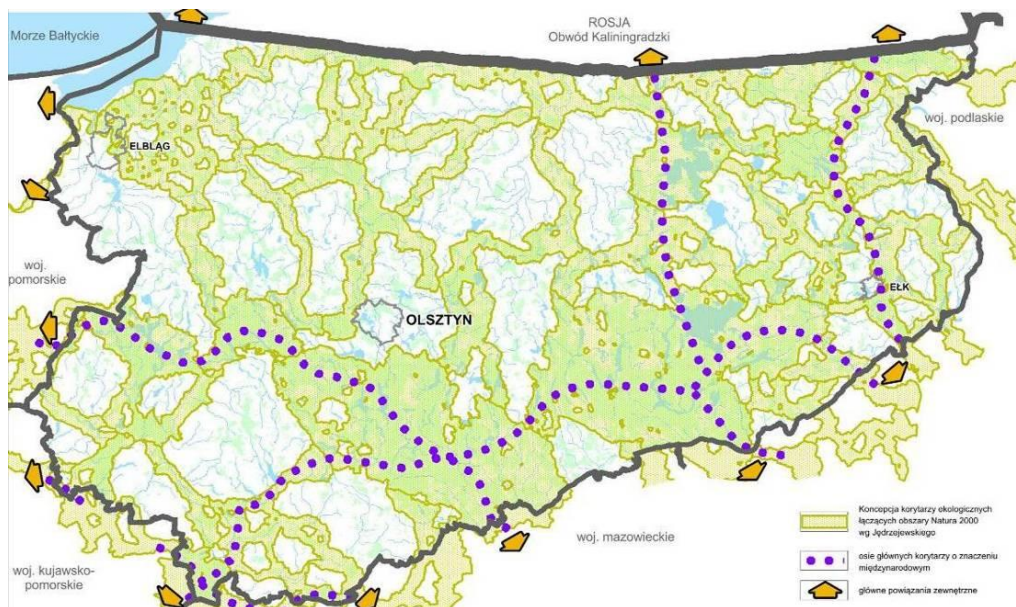 Morze Bałtyckie
ROSJA
Obwód Kaliningradzki
woj. podlaskie
ELBLĄG
woj.
pomorskie
EŁK
OLSZTYN
woj. mazowieckie
woj. kujawsko-
pomorskie
Koncepcja korytarzy ekologicznych
łączących obszary Natura 2000
wg Jędrzejewskiego
osie głównych korytarzy o znaczeniu
międzynarodowym
główne powiązania zewnętrzne